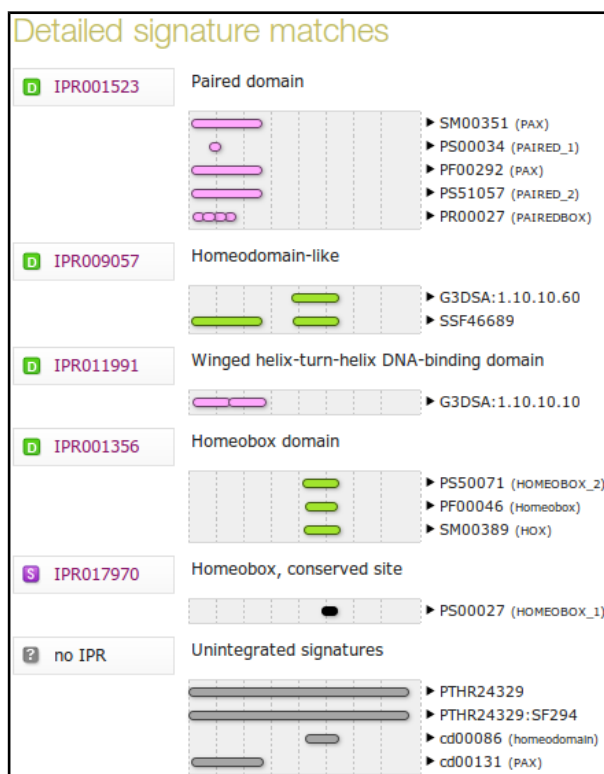 Detailed signature matches
D IPR001523 Paired domain
SM00351 (PAX)
PS00034 (PAIRED_1)
PF00292 (PAX)
PS51057 (PAIRED_2)
PR00027 (PAIREDBOX)
D IPR009057 Homeodomain-like
G3DSA:1.10.10.60
SSF46689
D IPR011991 Winged helix-turn-helix DNA-binding domain
G3DSA:1.10.10.10
D IPR001356 Homeobox domain
PS50071 (HOMEOBOX_2)
PF00046 (Homeobox)
SM00389 (HOX)
S IPR017970 Homeobox, conserved site
PS00027 (HOMEOBOX_1)
? no IPR Unintegrated signatures
PTHR24329
PTHR24329:SF294
cd00086 (homeodomain)
cd00131 (PAX)